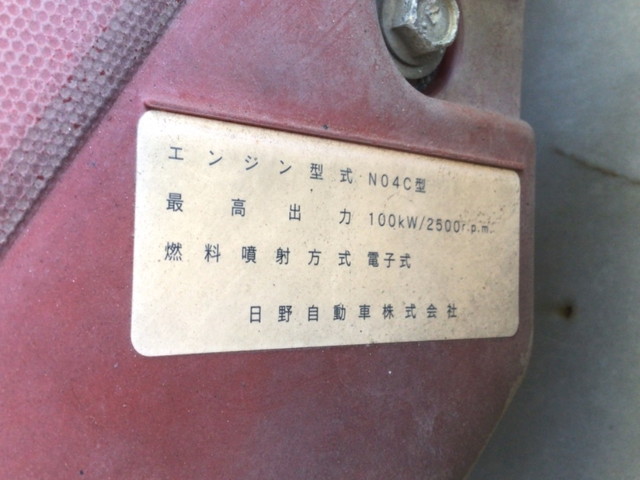 エンジン型式 N04C型
最高出力 100kW/2500r.p.m.
燃料噴射方式 電子式
日野自動車株式会社